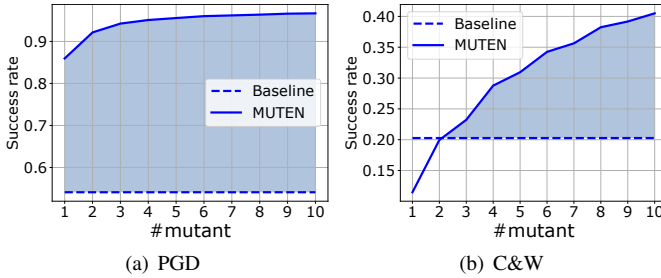 Success rate
0.9
0.8
0.7
0.6
Baseline
MUTEN
1 2 3 4 5 6 7 8 9 10
#mutant
(a) PGD
Success rate
0.40
0.35
0.30
0.25
0.20
0.15
Baseline
MUTEN
1 2 3 4 5 6 7 8 9 10
#mutant
(b) C&W